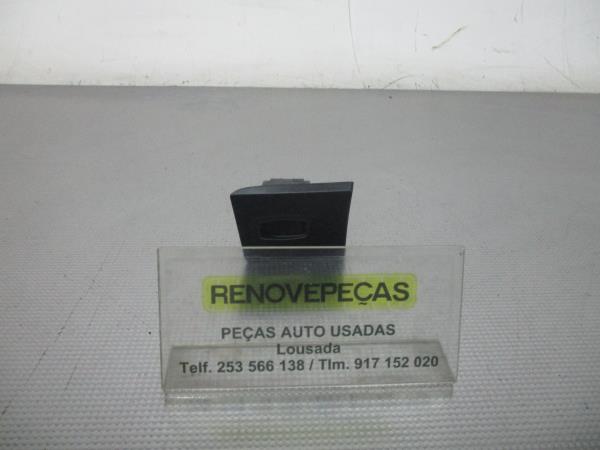 RENOVEPEÇAS
PEÇAS AUTO USADAS
Lousada
Telf. 253 566 138 / Tlm. 917 152 020